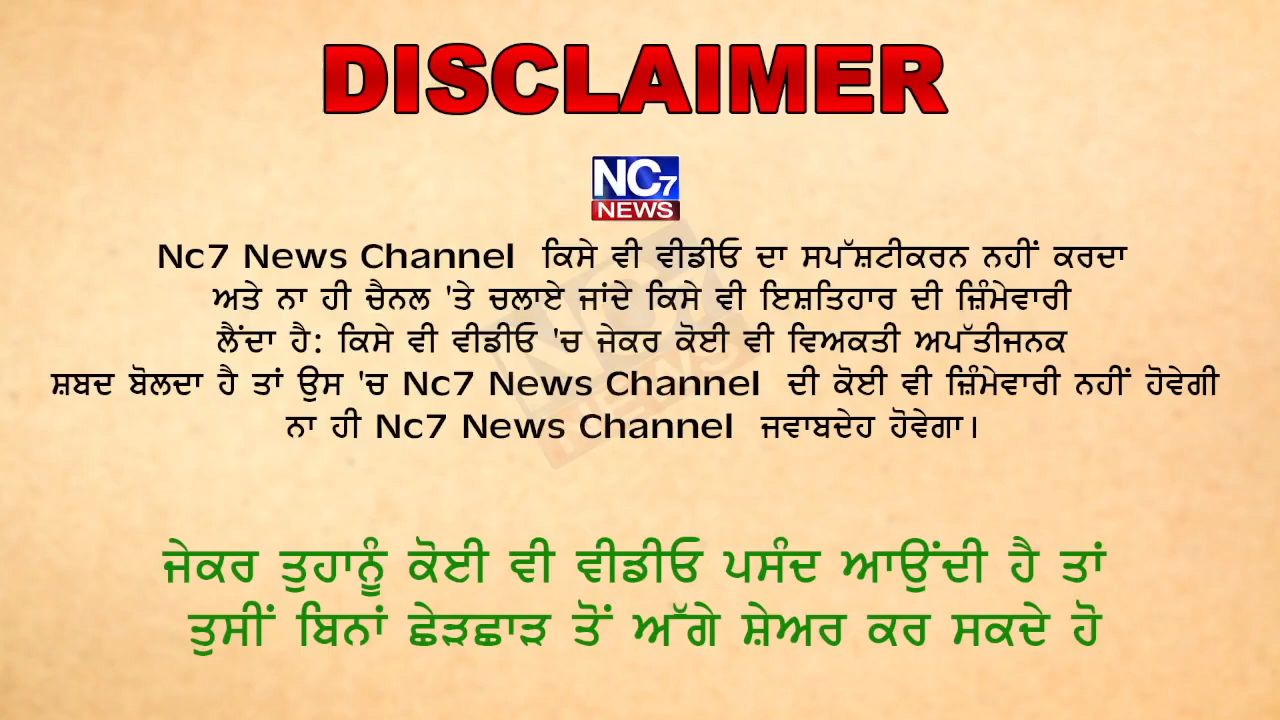 DISCLAIMER
NC7
NEWS
Nc7 News Channel ਕਿਸੇ ਵੀ ਵੀਡੀਓ ਦਾ ਸਪੱਸ਼ਟੀਕਰਨ ਨਹੀਂ ਕਰਦਾ
ਅਤੇ ਨਾ ਹੀ ਚੈਨਲ 'ਤੇ ਚਲਾਏ ਜਾਂਦੇ ਕਿਸੇ ਵੀ ਇਸ਼ਤਿਹਾਰ ਦੀ ਜ਼ਿੰਮੇਵਾਰੀ
ਲੈਂਦਾ ਹੈ: ਕਿਸੇ ਵੀ ਵੀਡੀਓ 'ਚ ਜੇਕਰ ਕੋਈ ਵੀ ਵਿਅਕਤੀ ਅਪੱਤੀਜਨਕ
ਸ਼ਬਦ ਬੋਲਦਾ ਹੈ ਤਾਂ ਉਸ 'ਚ Nc7 News Channel ਦੀ ਕੋਈ ਵੀ ਜ਼ਿੰਮੇਵਾਰੀ ਨਹੀਂ ਹੋਵੇਗੀ
ਨਾ ਹੀ Nc7 News Channel ਜਵਾਬਦੇਹ ਹੋਵੇਗਾ।
ਜੇਕਰ ਤੁਹਾਨੂੰ ਕੋਈ ਵੀ ਵੀਡੀਓ ਪਸੰਦ ਆਉਂਦੀ ਹੈ ਤਾਂ
ਤੁਸੀਂ ਬਿਨਾਂ ਛੇੜਛਾੜ ਤੋਂ ਅੱਗੇ ਸ਼ੇਅਰ ਕਰ ਸਕਦੇ ਹੋ